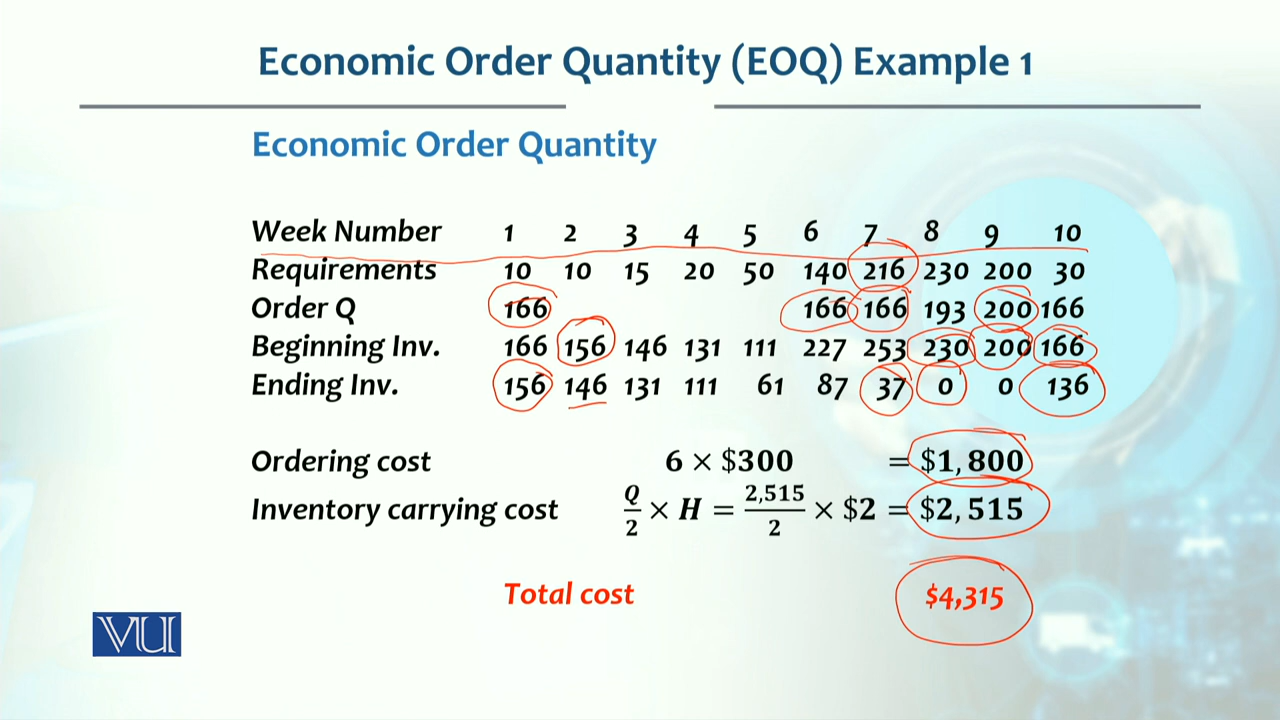 Economic Order Quantity (EOQ) Example 1
Economic Order Quantity
Week Number 1 2 3 4 5 6 7 8 9 10
Requirements 10 10 15 20 50 140 216 230 200 30
Order Q 166 166 166 193 200 166
Beginning Inv. 166 156 146 131 111 227 253 230 200 166
Ending Inv. 156 146 131 111 61 87 37 0 0 136
Ordering cost 6 × $300 = $1,800
Inventory carrying cost Q/2 × H = 2,515/2 × $2 = $2,515
Total cost $4,315
VU